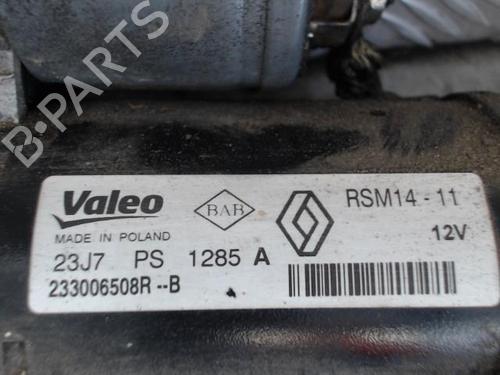 B-PARTS
Valeo
BAB
RSM14 - 11
MADE IN POLAND
12V
23J7 PS 1285 A
233006508R --B